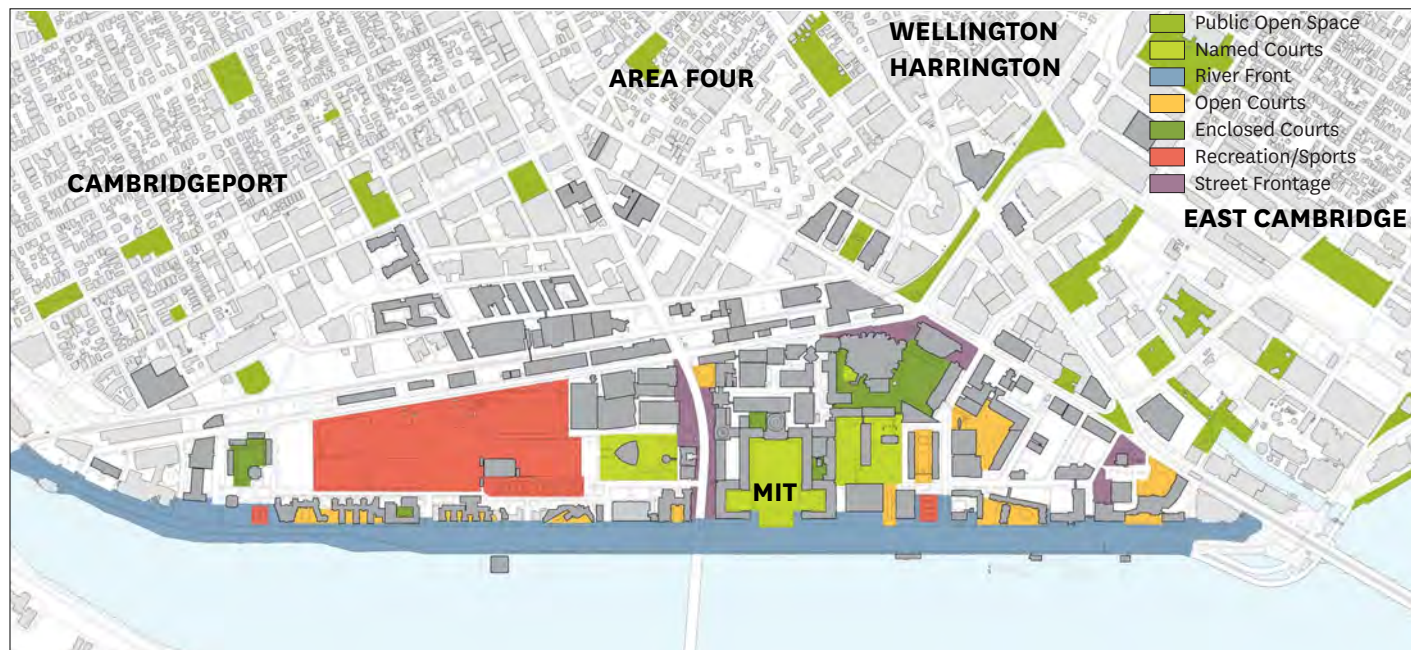 WELLINGTON
HARRINGTON
AREA FOUR
CAMBRIDGEPORT
Public Open Space
Named Courts
River Front
Open Courts
Enclosed Courts
Recreation/Sports
Street Frontage
EAST CAMBRIDGE
MIT